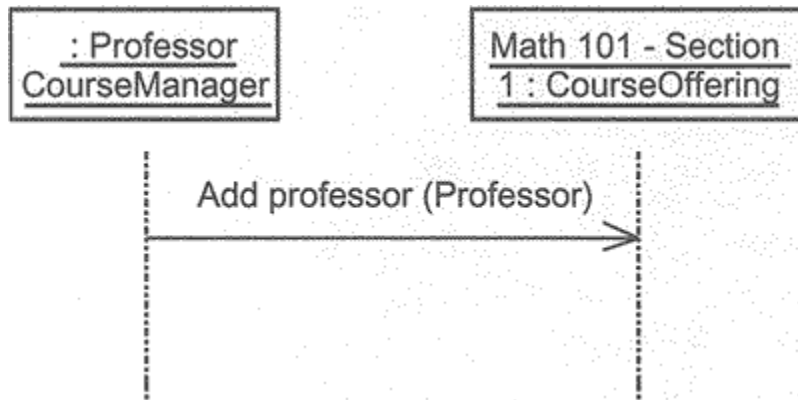 : Professor
CourseManager
Math 101 - Section
1 : CourseOffering
Add professor (Professor)